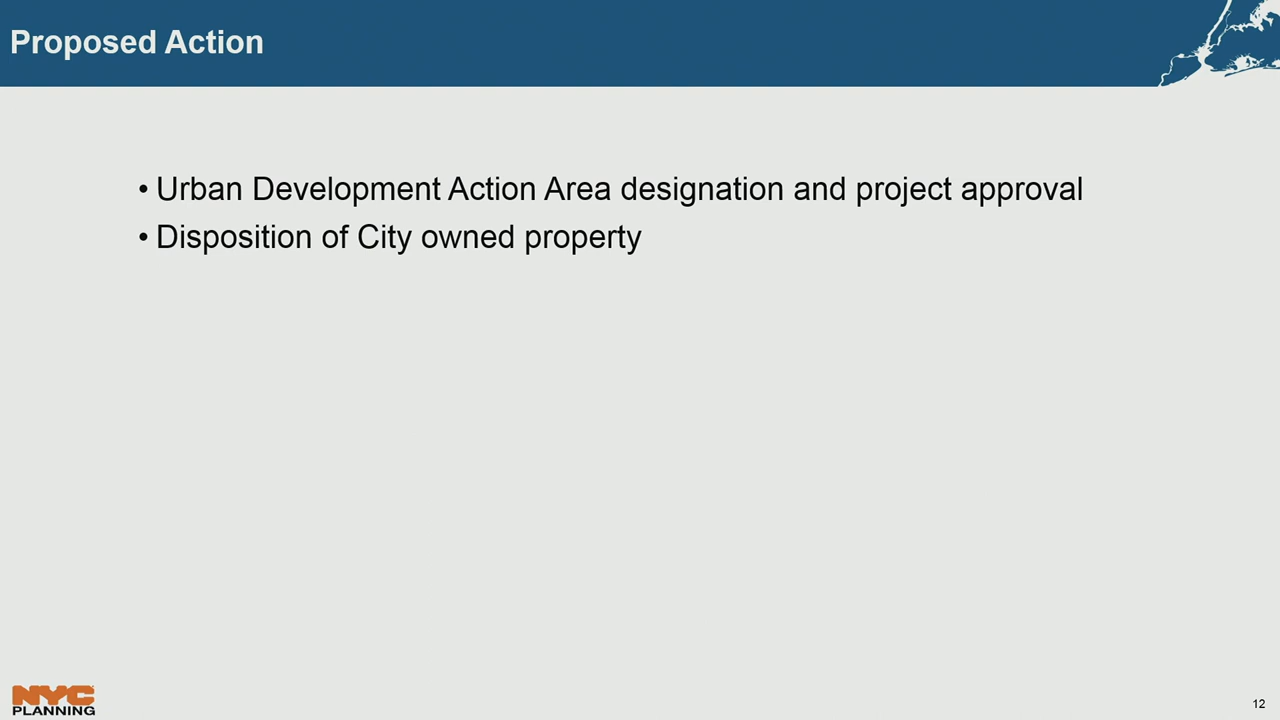 Proposed Action
• Urban Development Action Area designation and project approval
• Disposition of City owned property
NYC
PLANNING
12